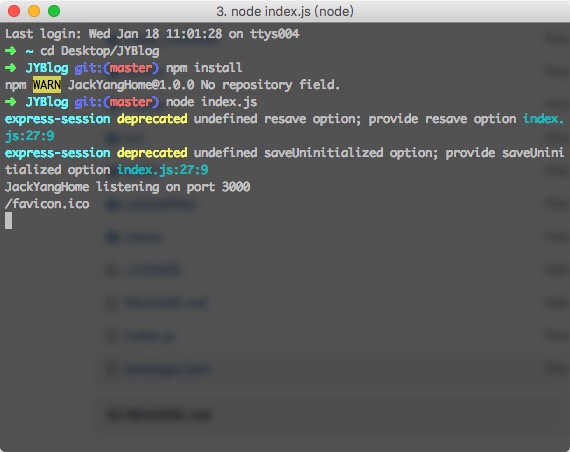 3. node index.js (node)
Last login: Wed Jan 18 11:01:28 on ttys004
➜ ~ cd Desktop/JYBlog
➜ JYBlog git:(master) npm install
npm WARN JackYangHome@1.0.0 No repository field.
➜ JYBlog git:(master) node index.js
express-session deprecated undefined resave option; provide resave option index.
js:27:9
express-session deprecated undefined saveUninitialized option; provide saveUnini
tialized option index.js:27:9
JackYangHome listening on port 3000
/favicon.ico